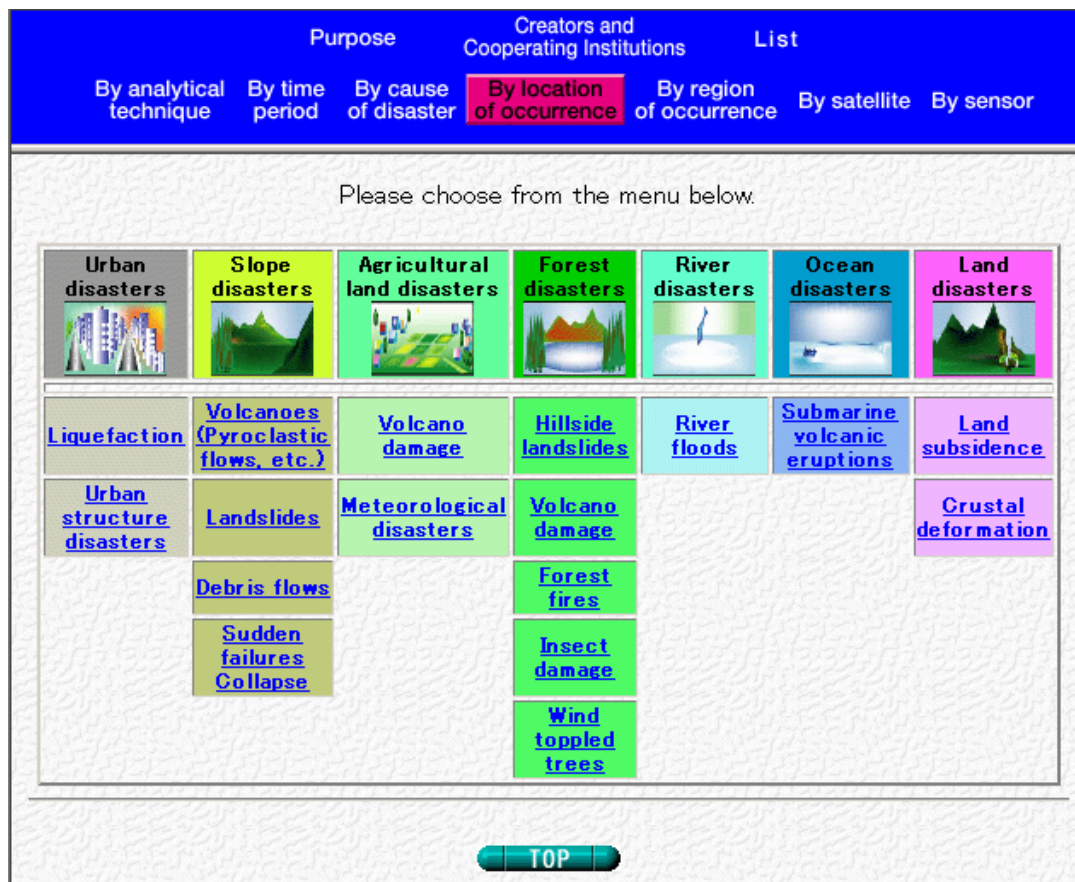 Purpose
Creators and
Cooperating Institutions
List
By analytical
technique
By time
period
By cause
of disaster
By location
of occurrence
By region
of occurrence
By satellite
By sensor
Please choose from the menu below.
Urban
disasters
Slope
disasters
Agricultural
land disasters
Forest
disasters
River
disasters
Ocean
disasters
Land
disasters
Liquefaction
Volcanoes
(Pyroclastic
flows, etc.)
Volcano
damage
Hillside
landslides
River
floods
Submarine
volcanic
eruptions
Land
subsidence
Urban
structure
disasters
Landslides
Meteorological
disasters
Volcano
damage
Crustal
deformation
Debris flows
Forest
fires
Sudden
failures
Collapse
Insect
damage
Wind
toppled
trees
TOP